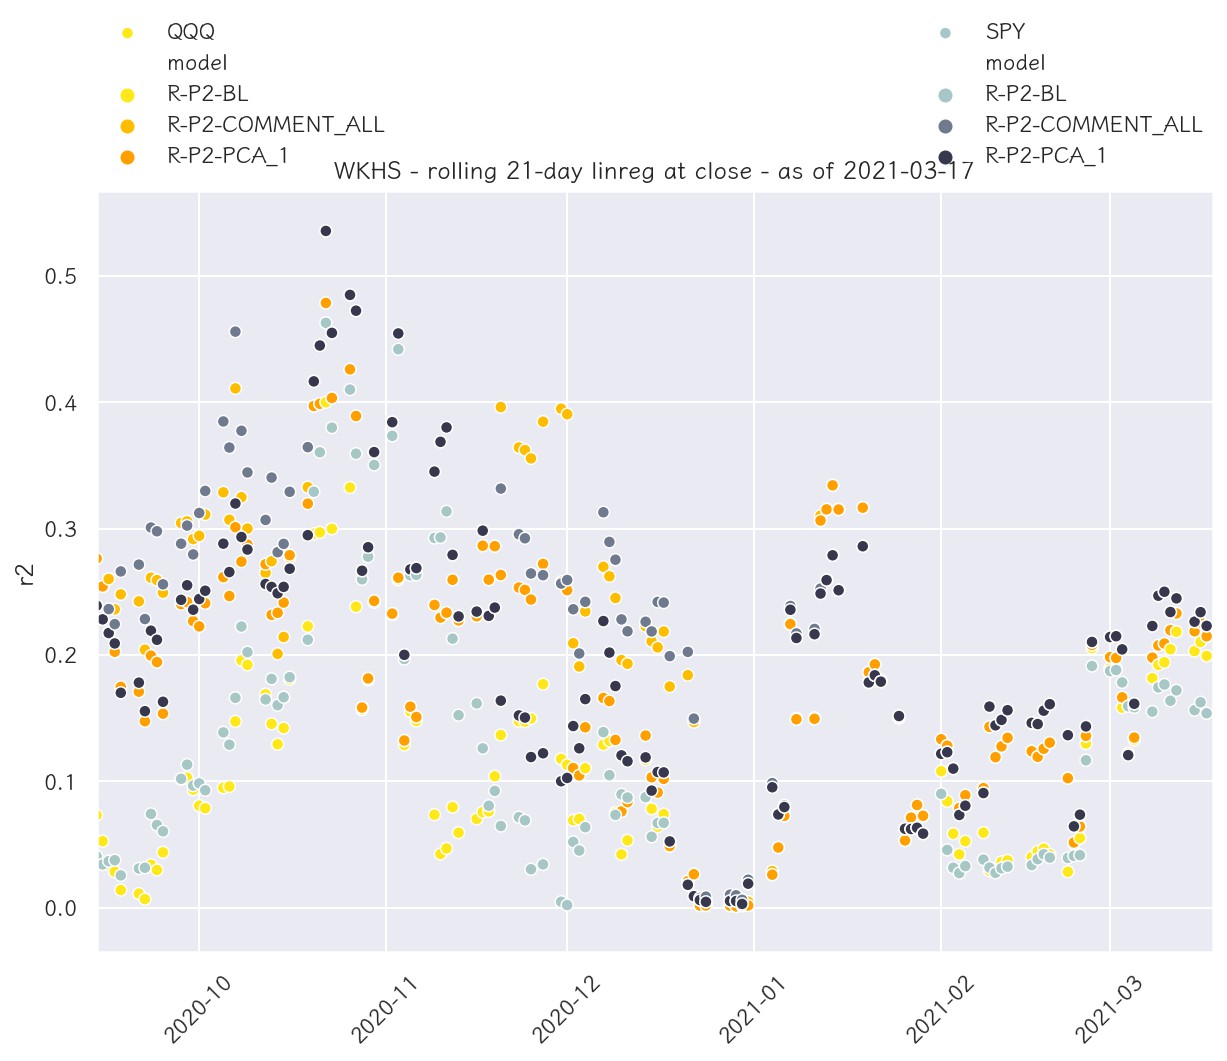 QQQ
model
R-P2-BL
R-P2-COMMENT_ALL
R-P2-PCA_1
SPY
model
R-P2-BL
R-P2-COMMENT_ALL
R-P2-PCA_1
WKHS - rolling 21-day linreg at close - as of 2021-03-17
0.5
0.4
0.3
0.2
0.1
0.0
r2
2020-10
2020-11
2020-12
2021-01
2021-02
2021-03